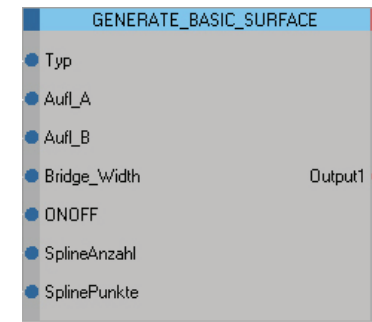 GENERATE_BASIC_SURFACE
Typ
Aufl_A
Aufl_B
Bridge_Width Output1
ONOFF
SplineAnzahl
SplinePunkte